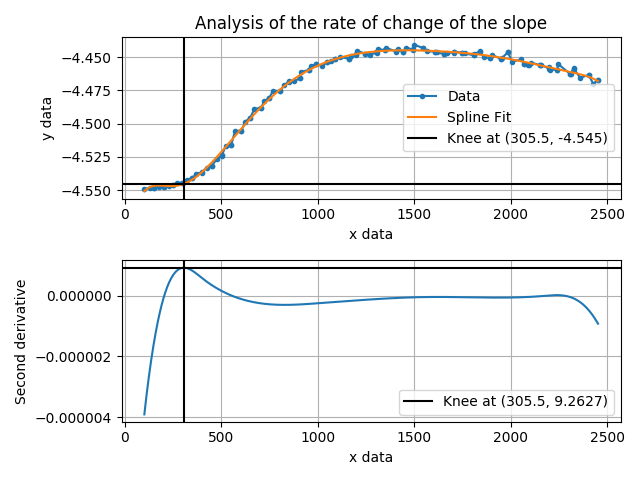 Analysis of the rate of change of the slope
y data
−4.450
−4.475
−4.500
−4.525
−4.550
Data
Spline Fit
Knee at (305.5, -4.545)
0 500 1000 1500 2000 2500
x data
Second derivative
0.000000
−0.000002
−0.000004
Knee at (305.5, 9.2627)
0 500 1000 1500 2000 2500
x data